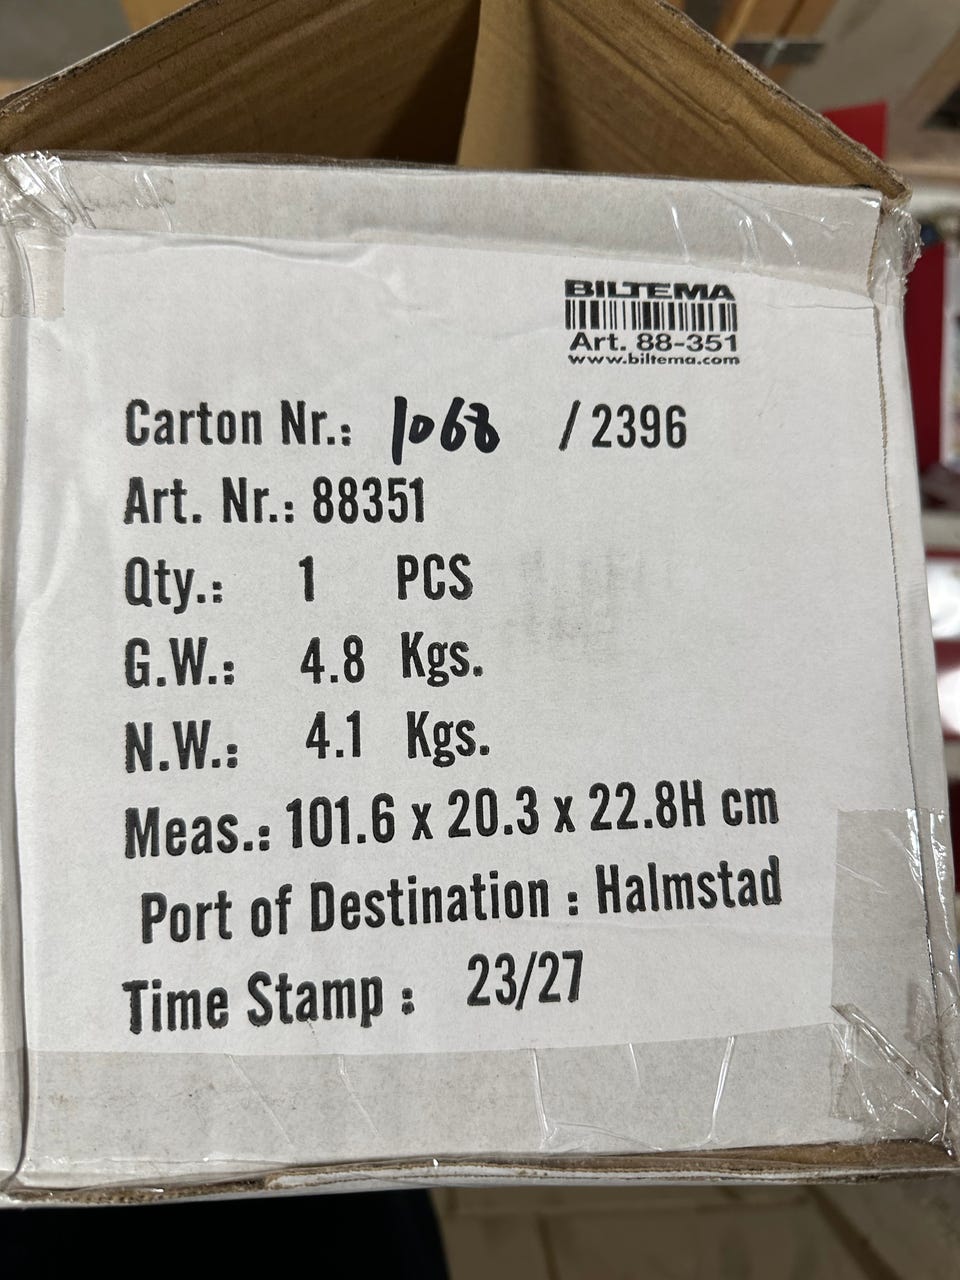 BILTEMA
Art. 88-351
www.biltema.com
Carton Nr.: 1068 /2396
Art. Nr.: 88351
Qty.: 1 PCS
G.W.: 4.8 Kgs.
N.W.: 4.1 Kgs.
Meas.: 101.6 x 20.3 x 22.8H cm
Port of Destination : Halmstad
Time Stamp : 23/27